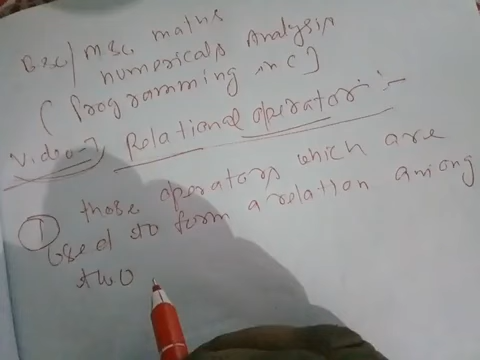 BSc/MSc maths
numericals Analysis
[Programming in C]
Video-7 Relational operator:-
① those operators which are
used to form a relation among
two